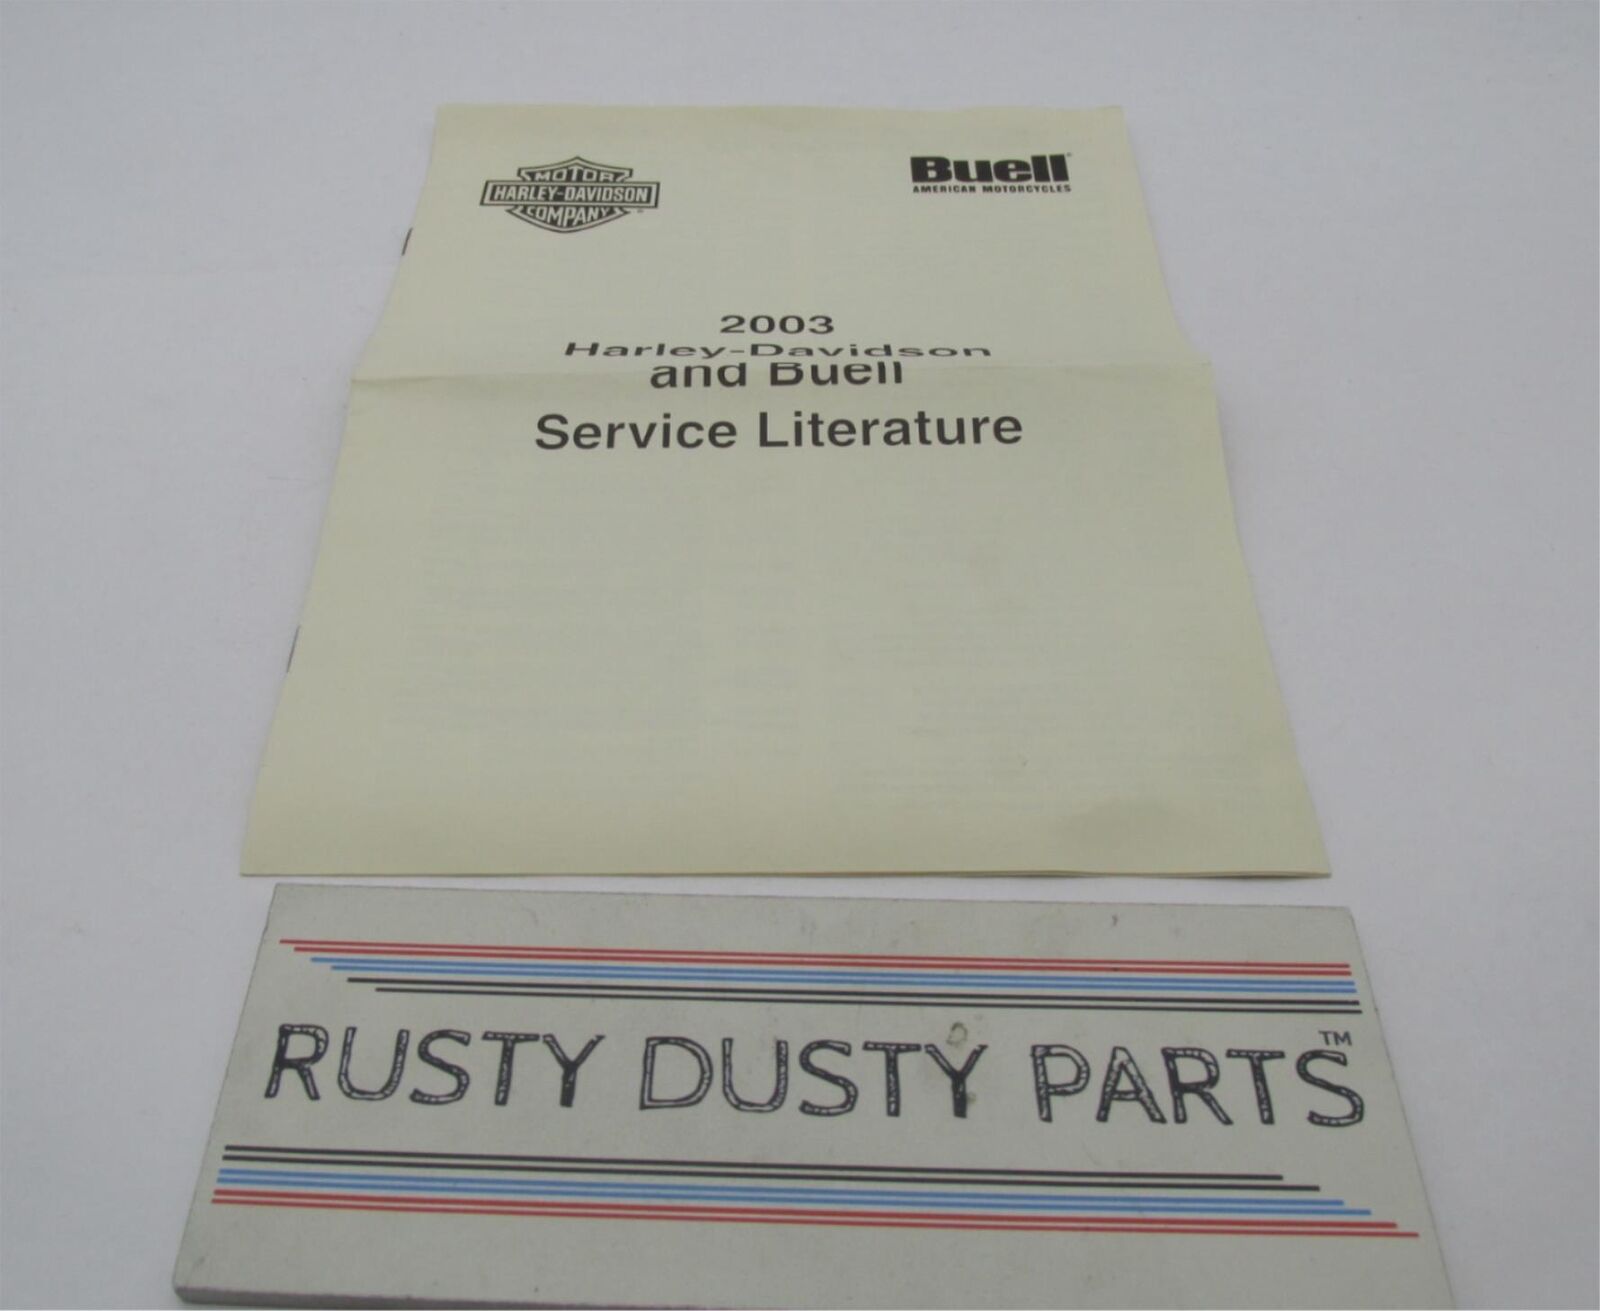 MOTOR
HARLEY-DAVIDSON
COMPANY
Buell
AMERICAN MOTORCYCLES
2003
Harley-Davidson
and Buell
Service Literature
RUSTY DUSTY PARTS™